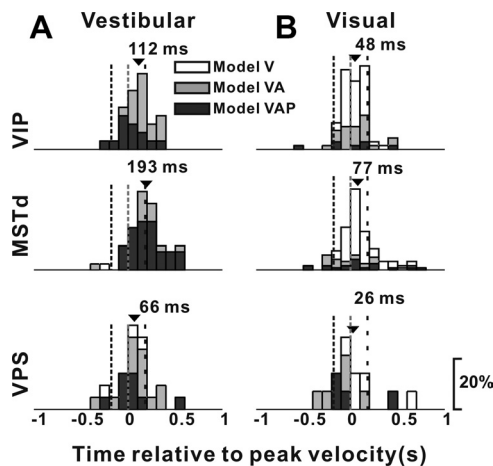 A Vestibular B Visual
112 ms 48 ms
Model V
Model VA
Model VAP
VIP
193 ms 77 ms
MSTd
66 ms 26 ms
VPS
20%
-1 -0.5 0 0.5 1 -1 -0.5 0 0.5 1
Time relative to peak velocity(s)